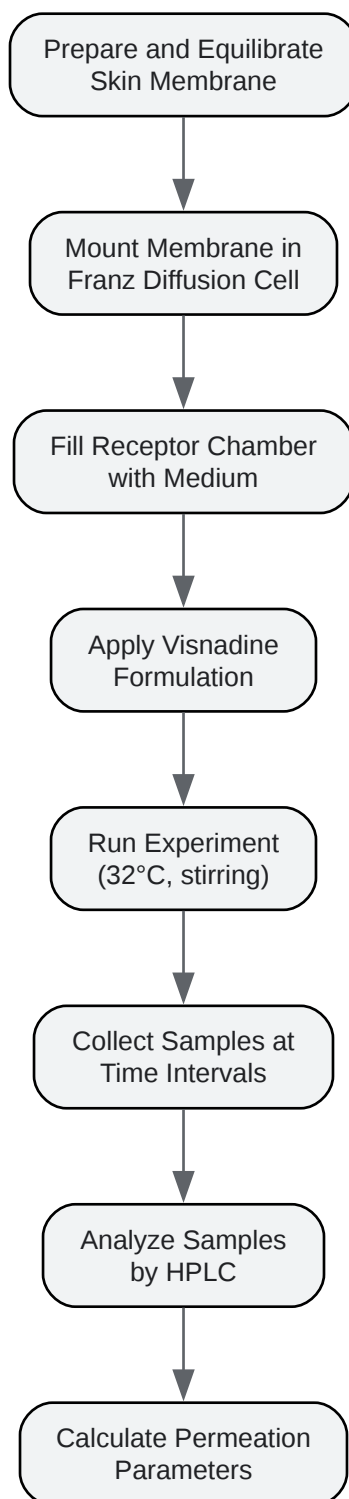 Prepare and Equilibrate
Skin Membrane
Mount Membrane in
Franz Diffusion Cell
Fill Receptor Chamber
with Medium
Apply Visnadine
Formulation
Run Experiment
(32°C, stirring)
Collect Samples at
Time Intervals
Analyze Samples
by HPLC
Calculate Permeation
Parameters